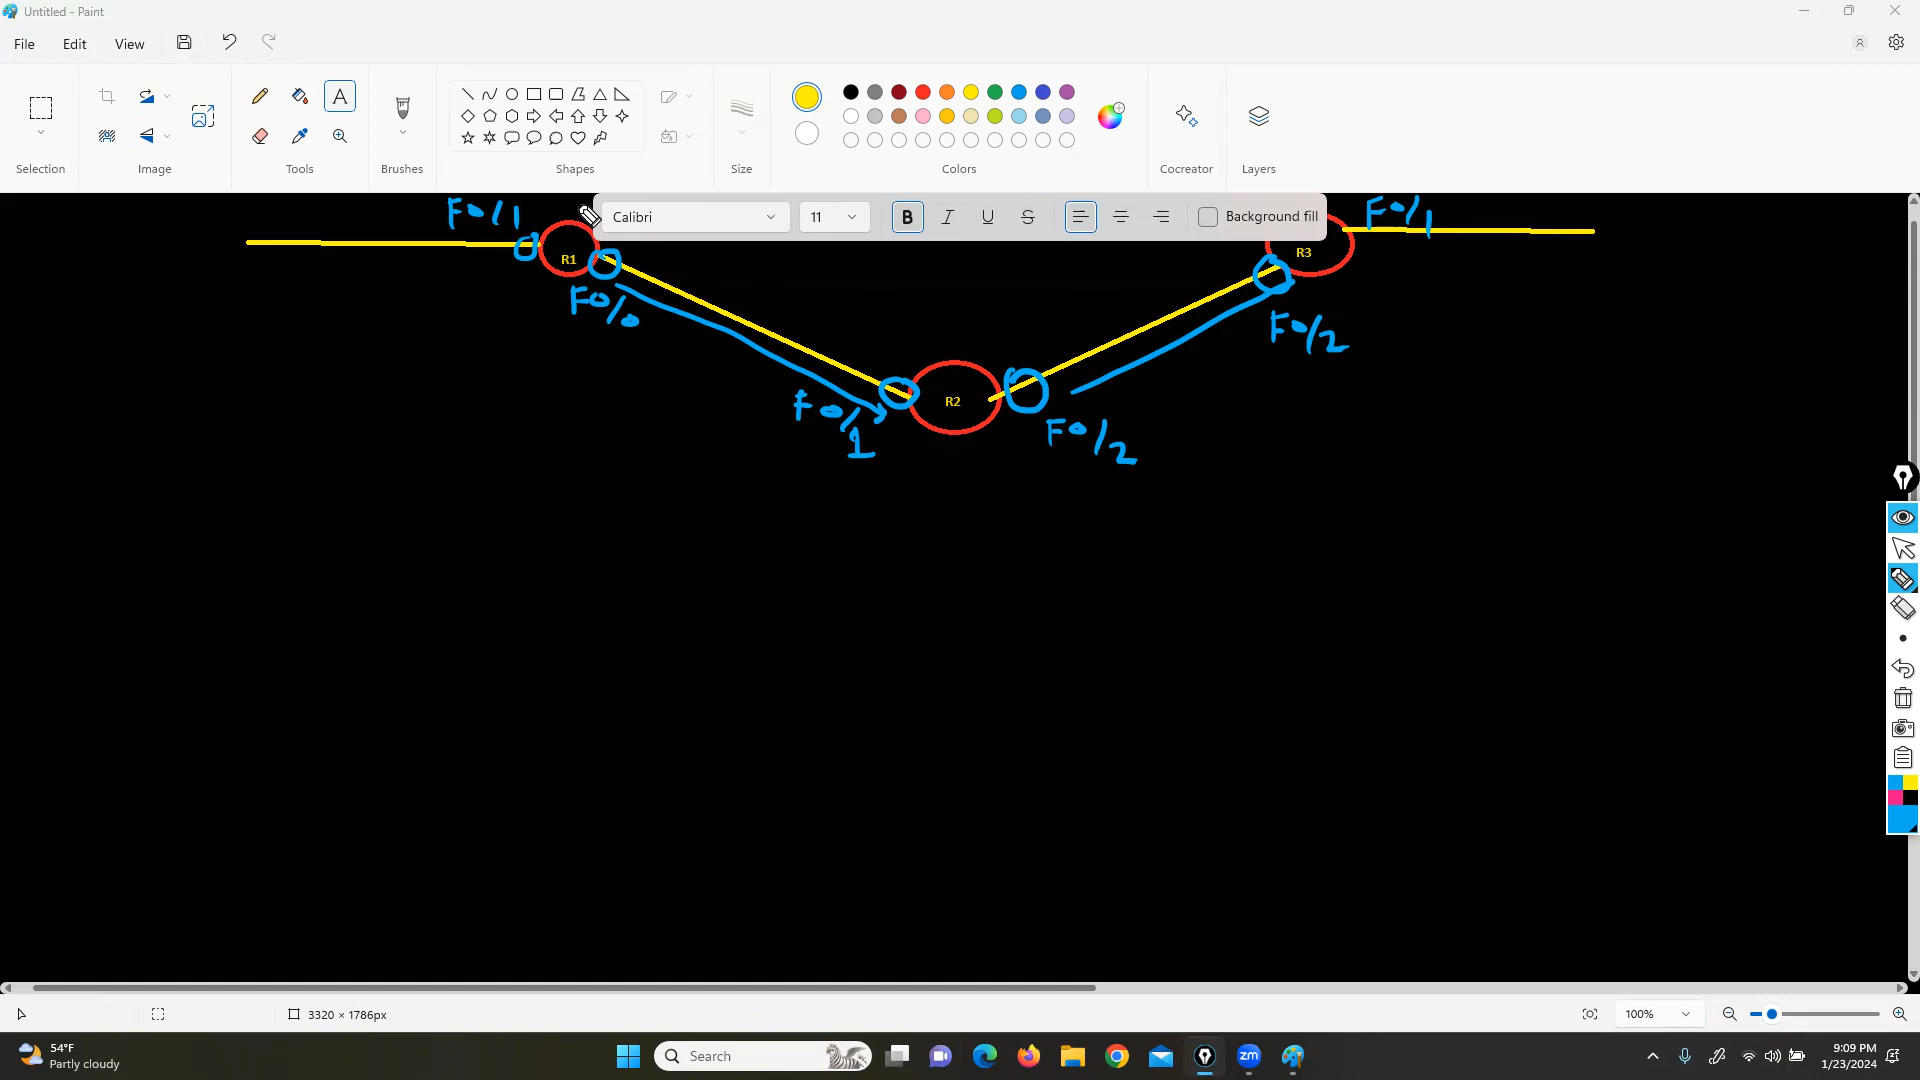 Untitled - Paint
File
Edit
View
Selection
Image
Tools
Brushes
Shapes
Size
Colors
Cocreator
Layers
A
Calibri
11
B
I
U
S
Background fill
F0/1
R1
F0/0
F0/1
R2
F0/2
F0/1
R3
F0/2
3320 × 1786px
100%
54°F
Partly cloudy
Search
zm
9:09 PM
1/23/2024